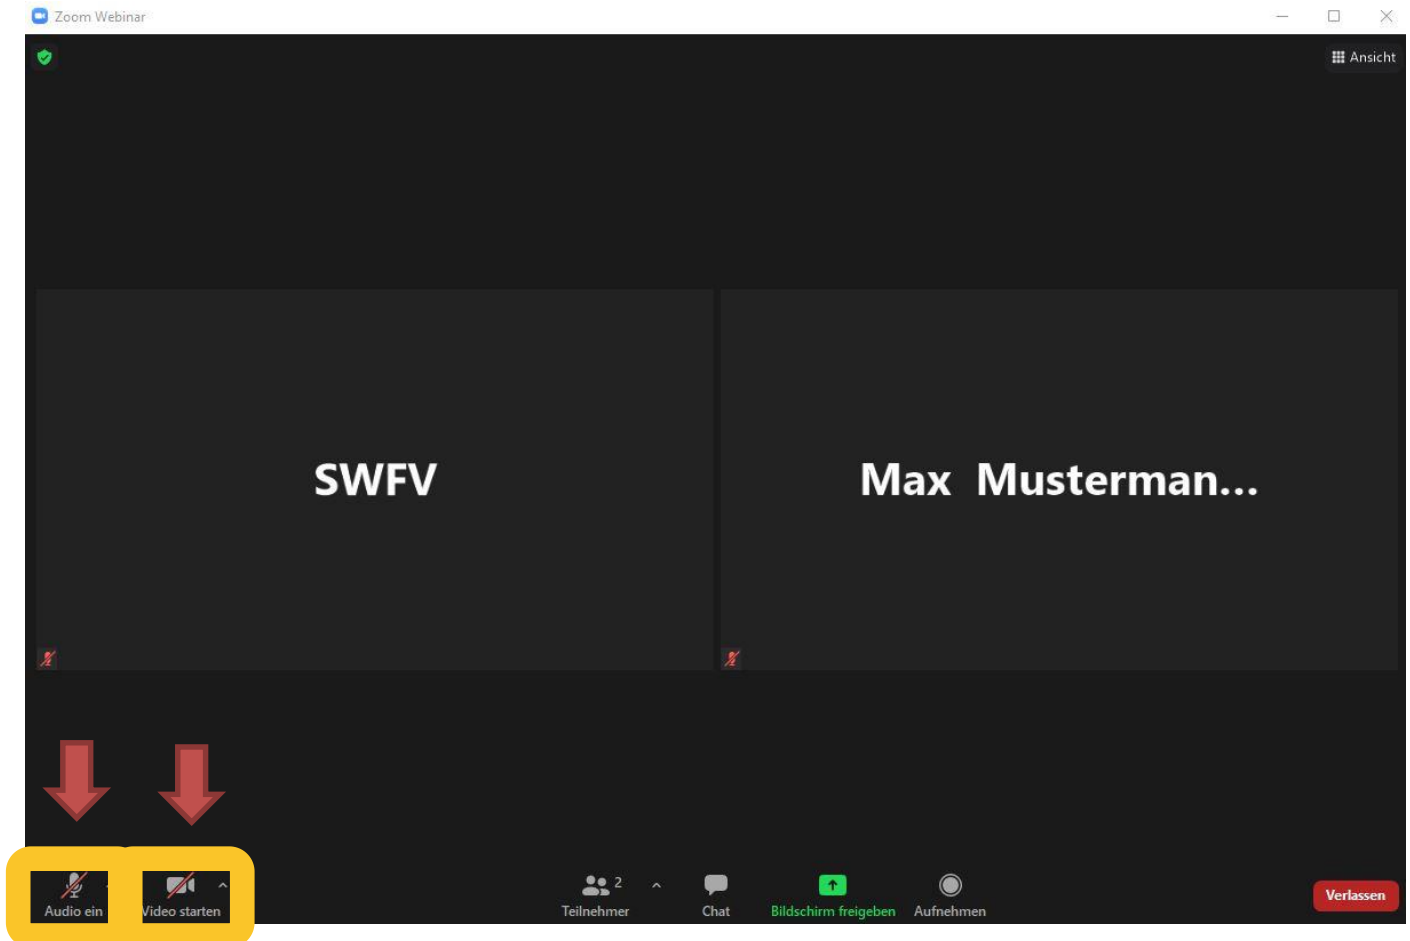 Zoom Webinar
Ansicht
SWFV
Max Musterman...
Audio ein
Video starten
2
Teilnehmer
Chat
Bildschirm freigeben
Aufnehmen
Verlassen